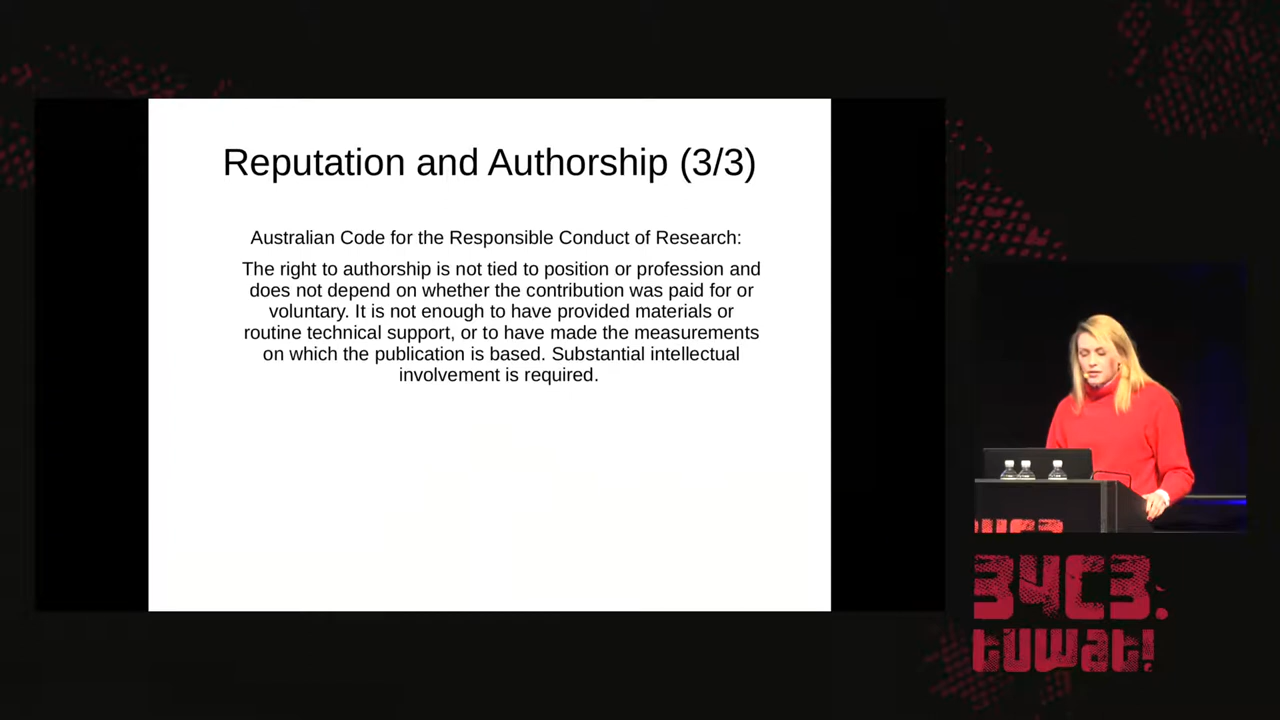 Reputation and Authorship (3/3)
Australian Code for the Responsible Conduct of Research:
The right to authorship is not tied to position or profession and
does not depend on whether the contribution was paid for or
voluntary. It is not enough to have provided materials or
routine technical support, or to have made the measurements
on which the publication is based. Substantial intellectual
involvement is required.
34C3
34C3.
tuwat!